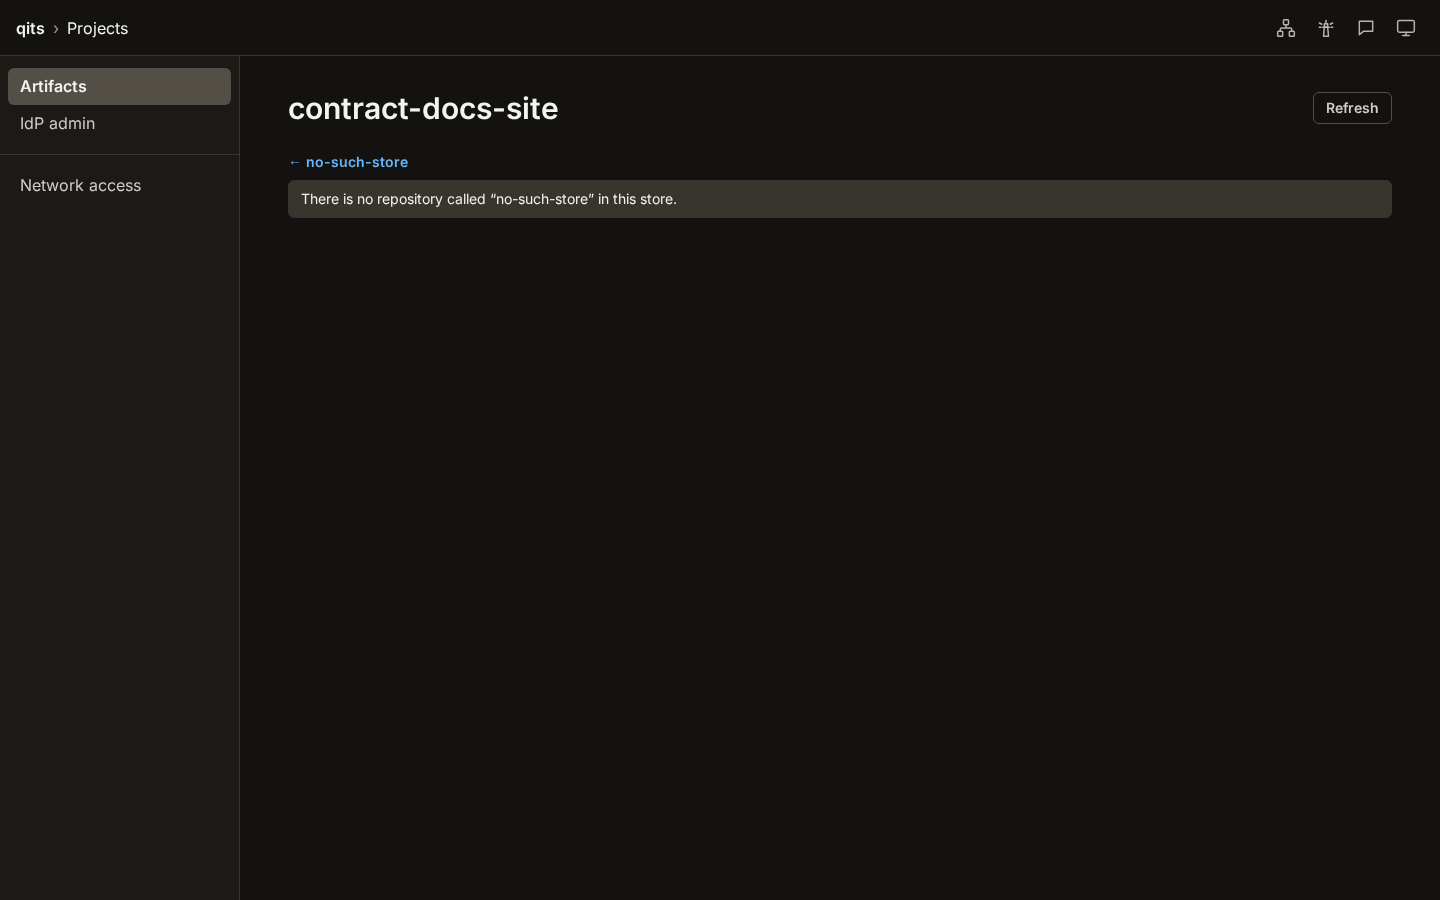 qits › Projects
Artifacts
IdP admin
Network access
contract-docs-site
Refresh
← no-such-store
There is no repository called “no-such-store” in this store.